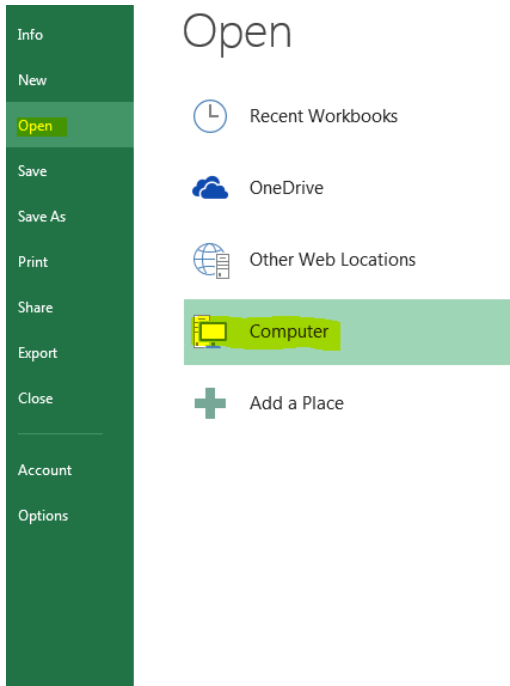 Info
New
Open
Save
Save As
Print
Share
Export
Close
Account
Options
Open
Recent Workbooks
OneDrive
Other Web Locations
Computer
Add a Place